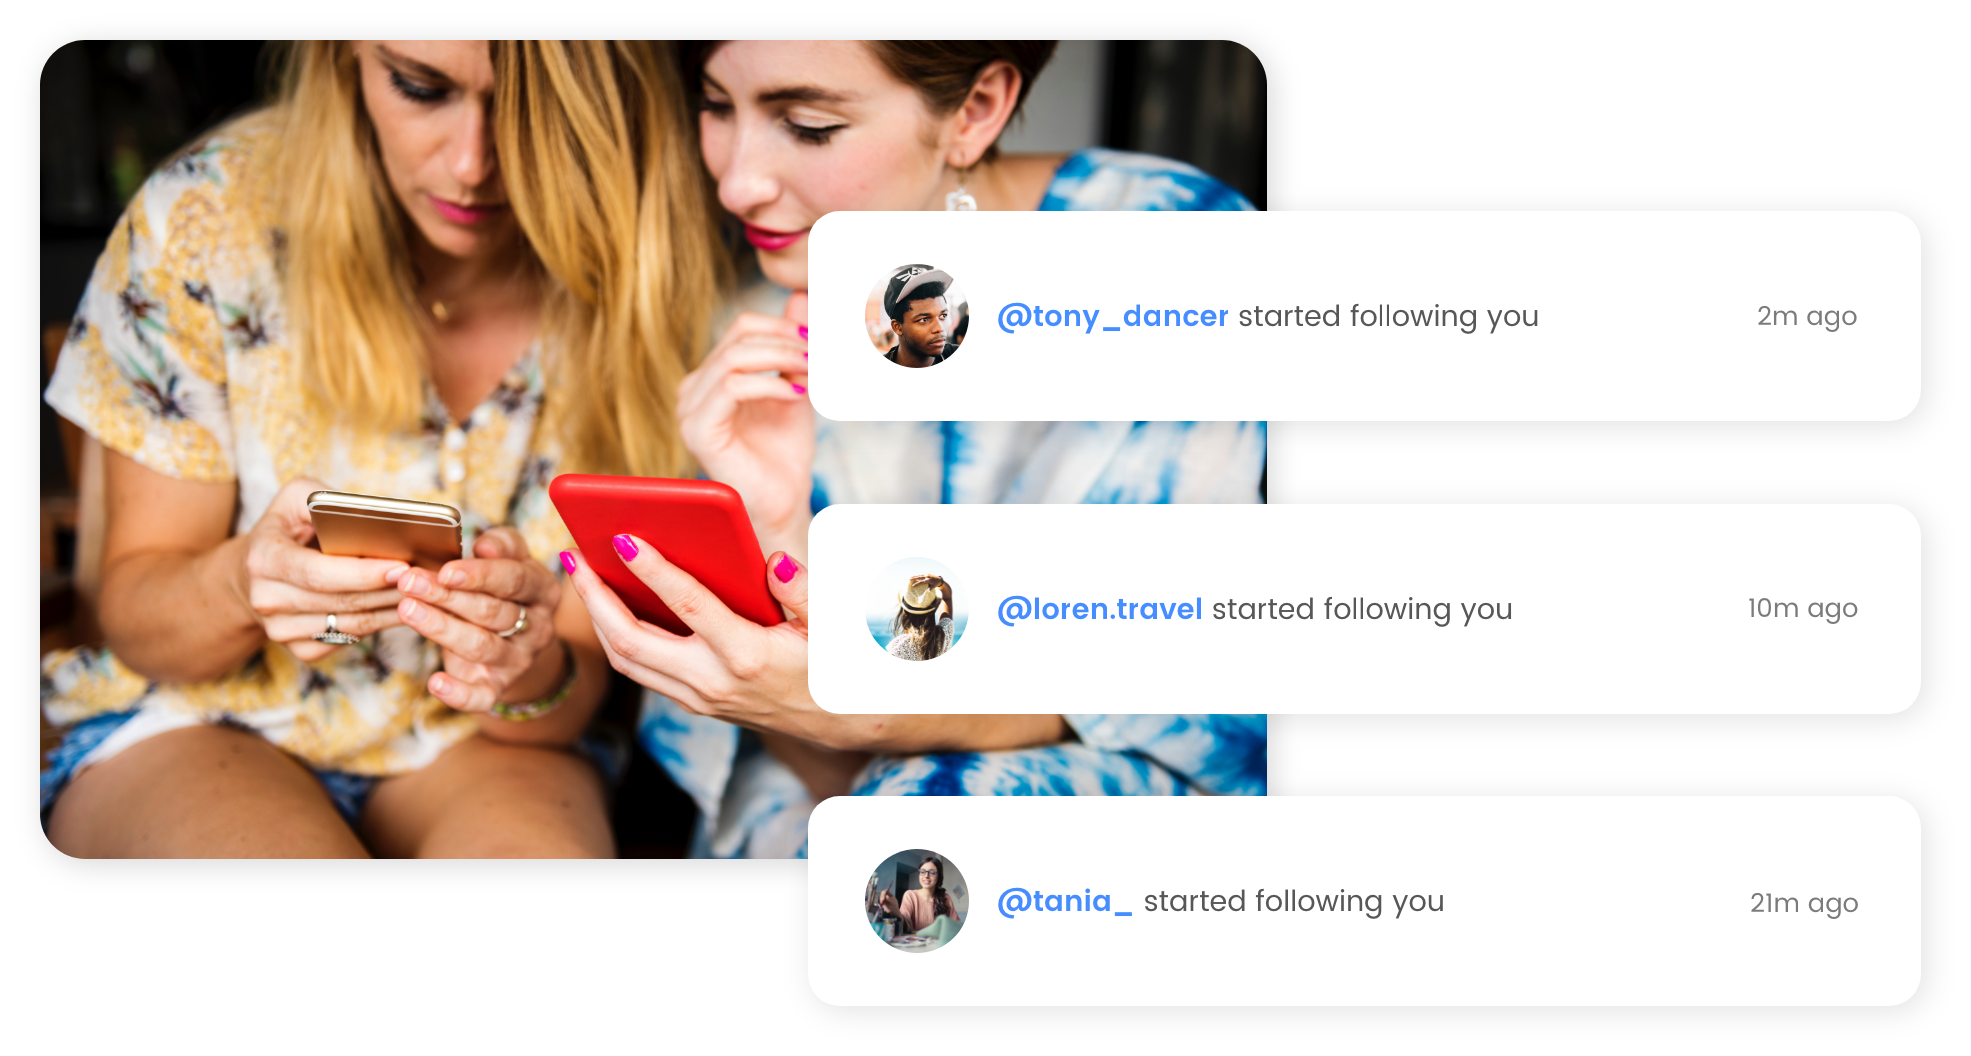 @tony_dancer started following you 2m ago
@loren.travel started following you 10m ago
@tania_ started following you 21m ago